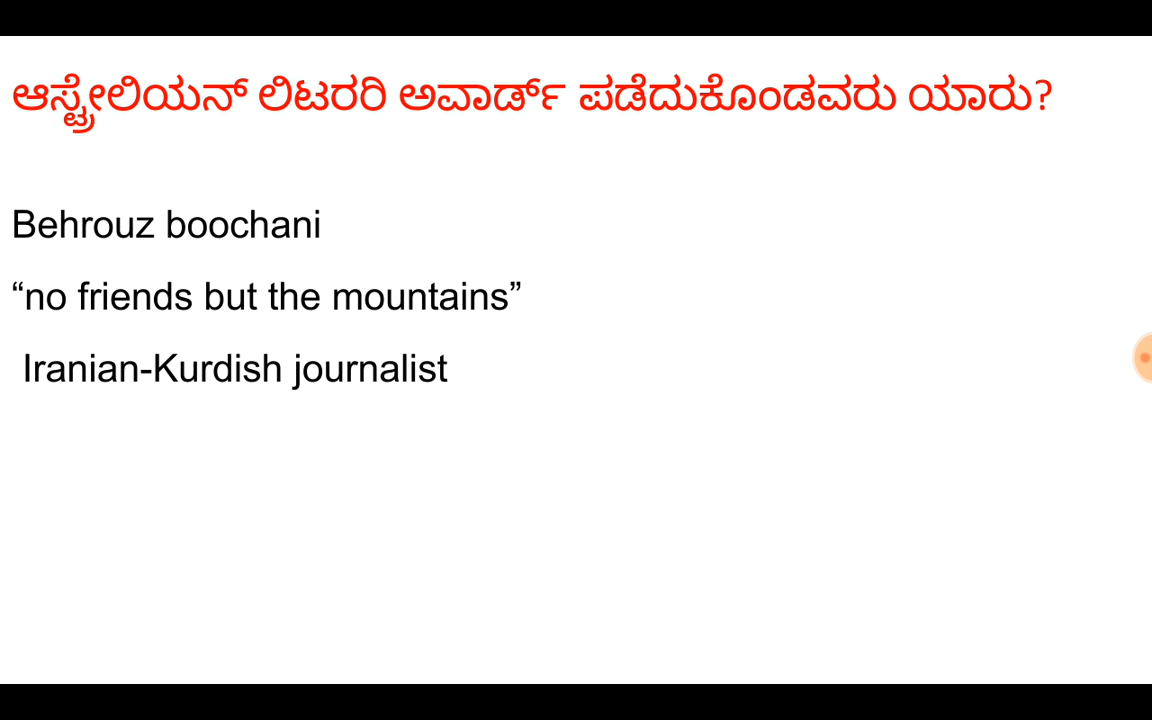 ಆಸ್ಟ್ರೇಲಿಯನ್ ಲಿಟರರಿ ಅವಾರ್ಡ್ ಪಡೆದುಕೊಂಡವರು ಯಾರು?
Behrouz boochani
“no friends but the mountains”
Iranian-Kurdish journalist